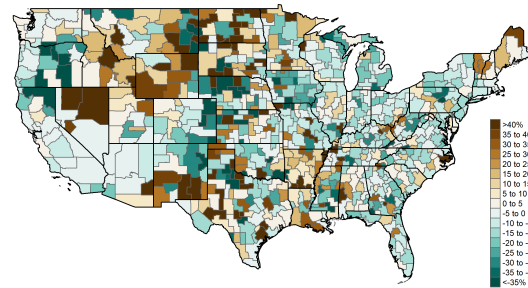 >40%
35 to 40
30 to 35
25 to 30
20 to 25
15 to 20
10 to 15
5 to 10
0 to 5
-5 to 0
-10 to -
-15 to -
-20 to -
-25 to -
-30 to -
-35 to -
<-35%